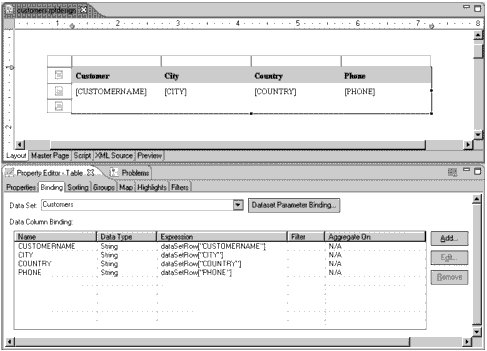 customers.rptdesign
1 2 3 4 5 6 7 8
Customer City Country Phone
[CUSTOMERNAME] [CITY] [COUNTRY] [PHONE]
Layout Master Page Script XML Source Preview
Property Editor - Table Problems
Properties Binding Sorting Groups Map Highlights Filters
Data Set: Customers Dataset Parameter Binding...
Data Column Binding:
Name Data Type Expression Filter Aggregate On
CUSTOMERNAME String dataSetRow["CUSTOMERNAME"] N/A
CITY String dataSetRow["CITY"] N/A
COUNTRY String dataSetRow["COUNTRY"] N/A
PHONE String dataSetRow["PHONE"] N/A
Add...
Edit...
Remove